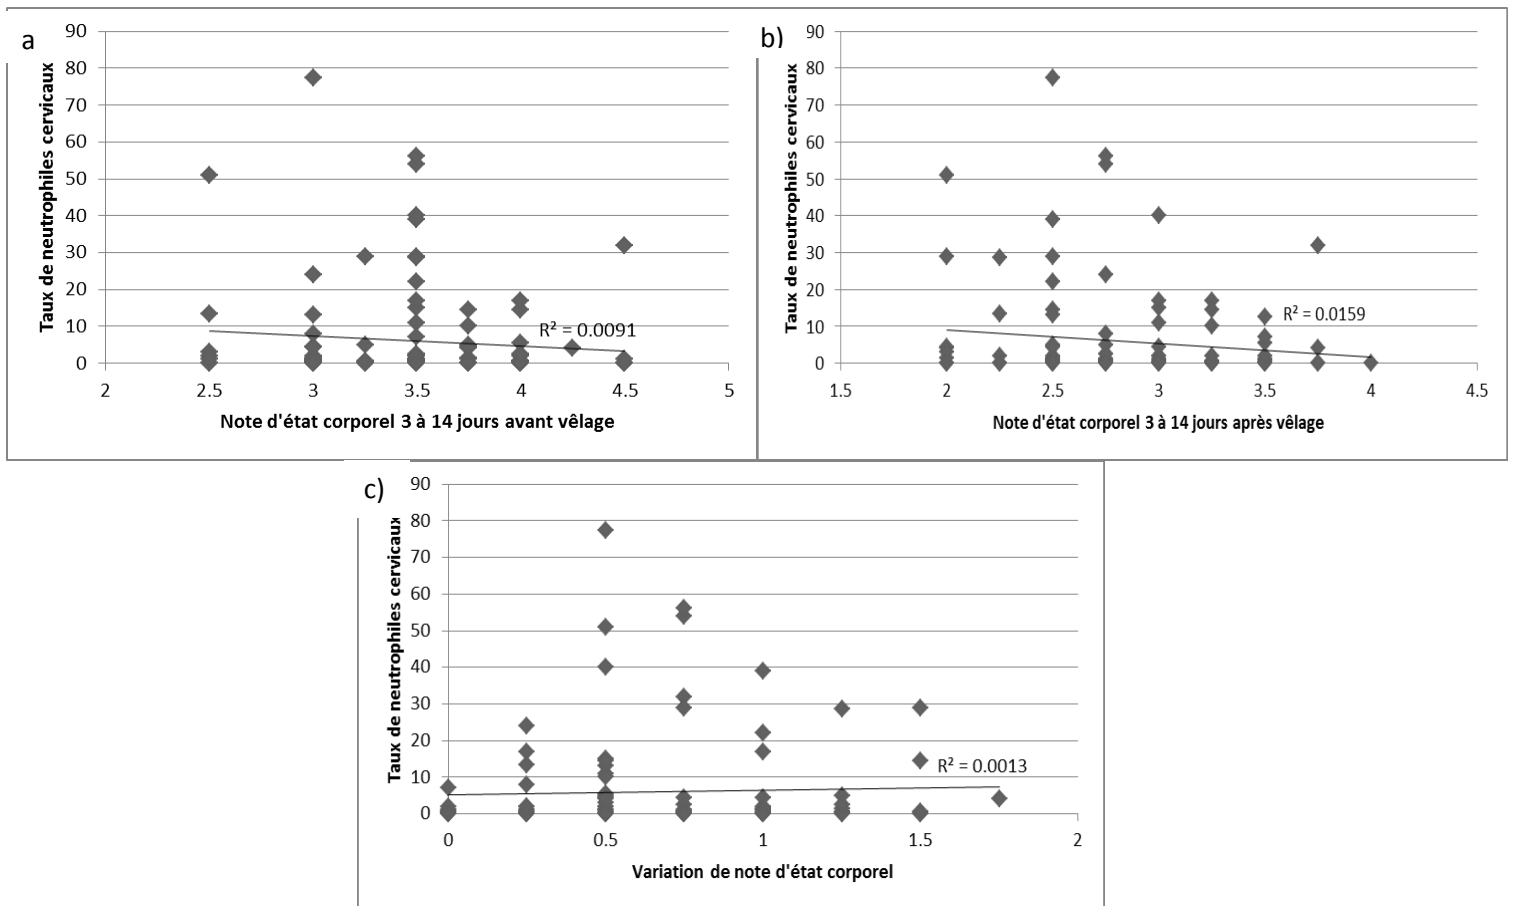 a
90
80
70
60
50
40
30
20
10
0
Taux de neutrophiles cervicaux
R² = 0.0091
2 2.5 3 3.5 4 4.5 5
Note d'état corporel 3 à 14 jours avant vêlage
b)
90
80
70
60
50
40
30
20
10
0
Taux de neutrophiles cervicaux
R² = 0.0159
1.5 2 2.5 3 3.5 4 4.5
Note d'état corporel 3 à 14 jours après vêlage
c)
90
80
70
60
50
40
30
20
10
0
Taux de neutrophiles cervicaux
R² = 0.0013
0 0.5 1 1.5 2
Variation de note d'état corporel